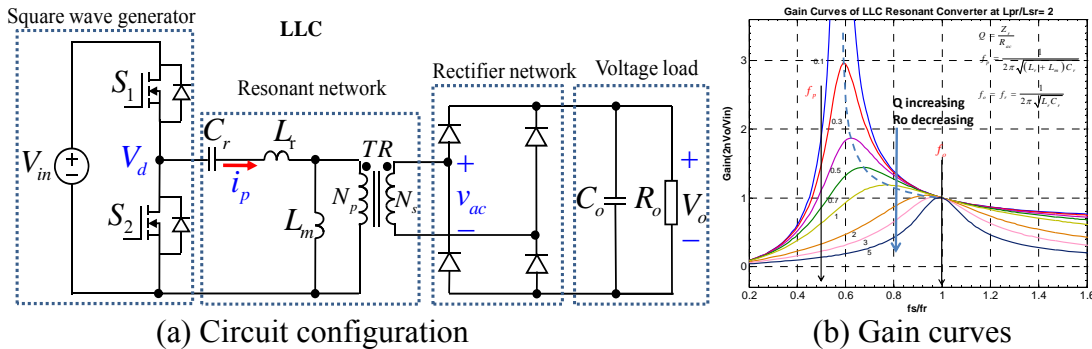 Square wave generator
LLC
Rectifier network
Voltage load
Resonant network
S1
Cr
Lr
TR
Vin
Vd
ip
Np
Ns
+
vac
−
Co
Ro
+
Vo
−
S2
Lm
(a) Circuit configuration
Gain Curves of LLC Resonant Converter at Lpr/Lsr= 2
Gain(2nVo/Vin)
3
2
1
0
0.1
0.3
0.5
0.7
1
2
3
5
fp
Q increasing
Ro decreasing
fo
0.2 0.4 0.6 0.8 1.0 1.2 1.4 1.6
fs/fr
(b) Gain curves